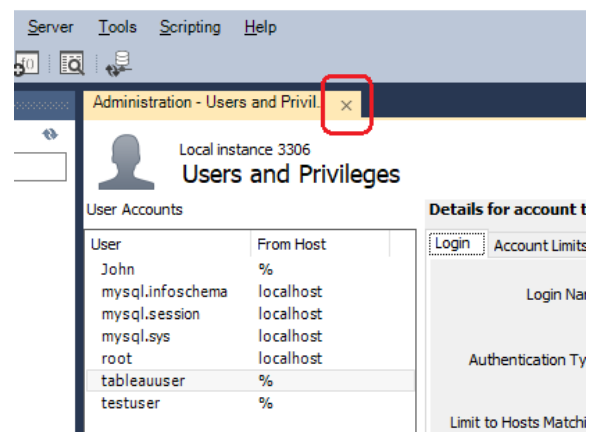 Server Tools Scripting Help
Administration - Users and Privil.. ×
Local instance 3306
Users and Privileges
User Accounts
Details for account t
User From Host
Login Account Limits
John %
mysql.infoschema localhost
Login Nar
mysql.session localhost
mysql.sys localhost
root localhost
Authentication Ty
tableauuser %
testuser %
Limit to Hosts Matchi